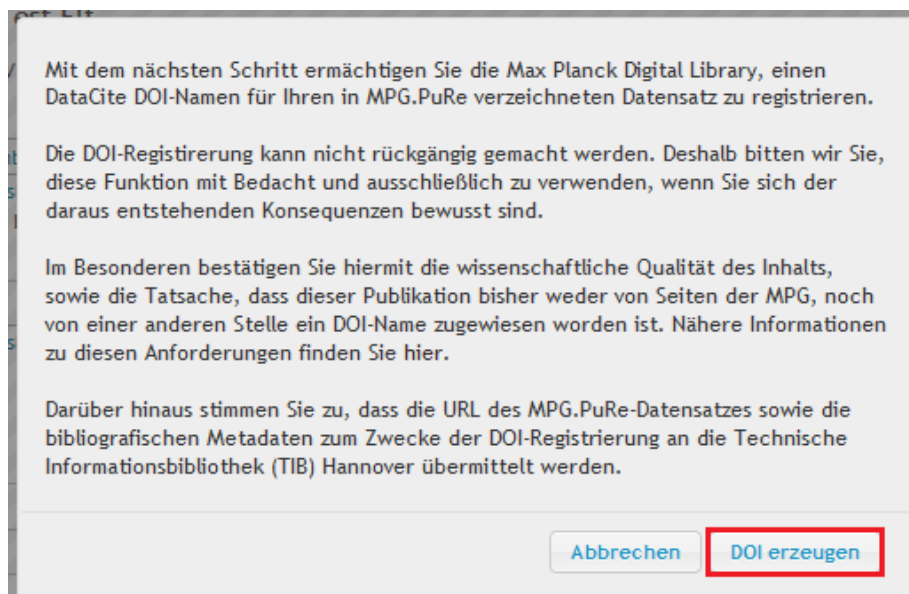 Mit dem nächsten Schritt ermächtigen Sie die Max Planck Digital Library, einen
DataCite DOI-Namen für Ihren in MPG.PuRe verzeichneten Datensatz zu registrieren.
Die DOI-Registirerung kann nicht rückgängig gemacht werden. Deshalb bitten wir Sie,
diese Funktion mit Bedacht und ausschließlich zu verwenden, wenn Sie sich der
daraus entstehenden Konsequenzen bewusst sind.
Im Besonderen bestätigen Sie hiermit die wissenschaftliche Qualität des Inhalts,
sowie die Tatsache, dass dieser Publikation bisher weder von Seiten der MPG, noch
von einer anderen Stelle ein DOI-Name zugewiesen worden ist. Nähere Informationen
zu diesen Anforderungen finden Sie hier.
Darüber hinaus stimmen Sie zu, dass die URL des MPG.PuRe-Datensatzes sowie die
bibliografischen Metadaten zum Zwecke der DOI-Registrierung an die Technische
Informationsbibliothek (TIB) Hannover übermittelt werden.
Abbrechen DOI erzeugen